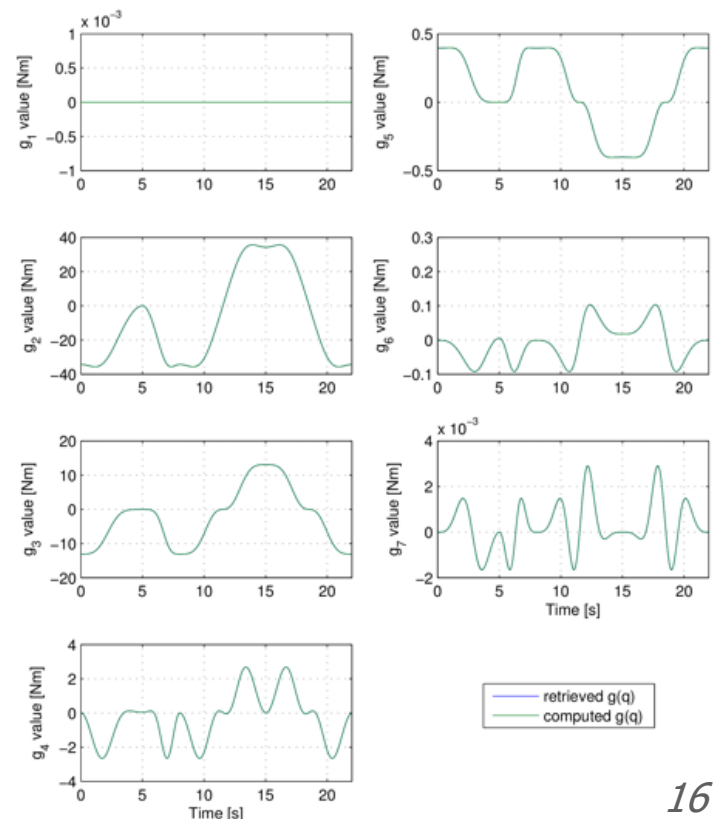 x 10⁻³
1
0.5
0
−0.5
−1
g₁ value [Nm]
0 5 10 15 20
0.5
0
−0.5
g₅ value [Nm]
0 5 10 15 20
40
20
0
−20
−40
g₂ value [Nm]
0 5 10 15 20
0.3
0.2
0.1
0
−0.1
g₆ value [Nm]
0 5 10 15 20
20
10
0
−10
−20
g₃ value [Nm]
0 5 10 15 20
x 10⁻³
4
2
0
−2
g₇ value [Nm]
0 5 10 15 20
Time [s]
4
2
0
−2
−4
g₄ value [Nm]
0 5 10 15 20
Time [s]
retrieved g(q)
computed g(q)
16